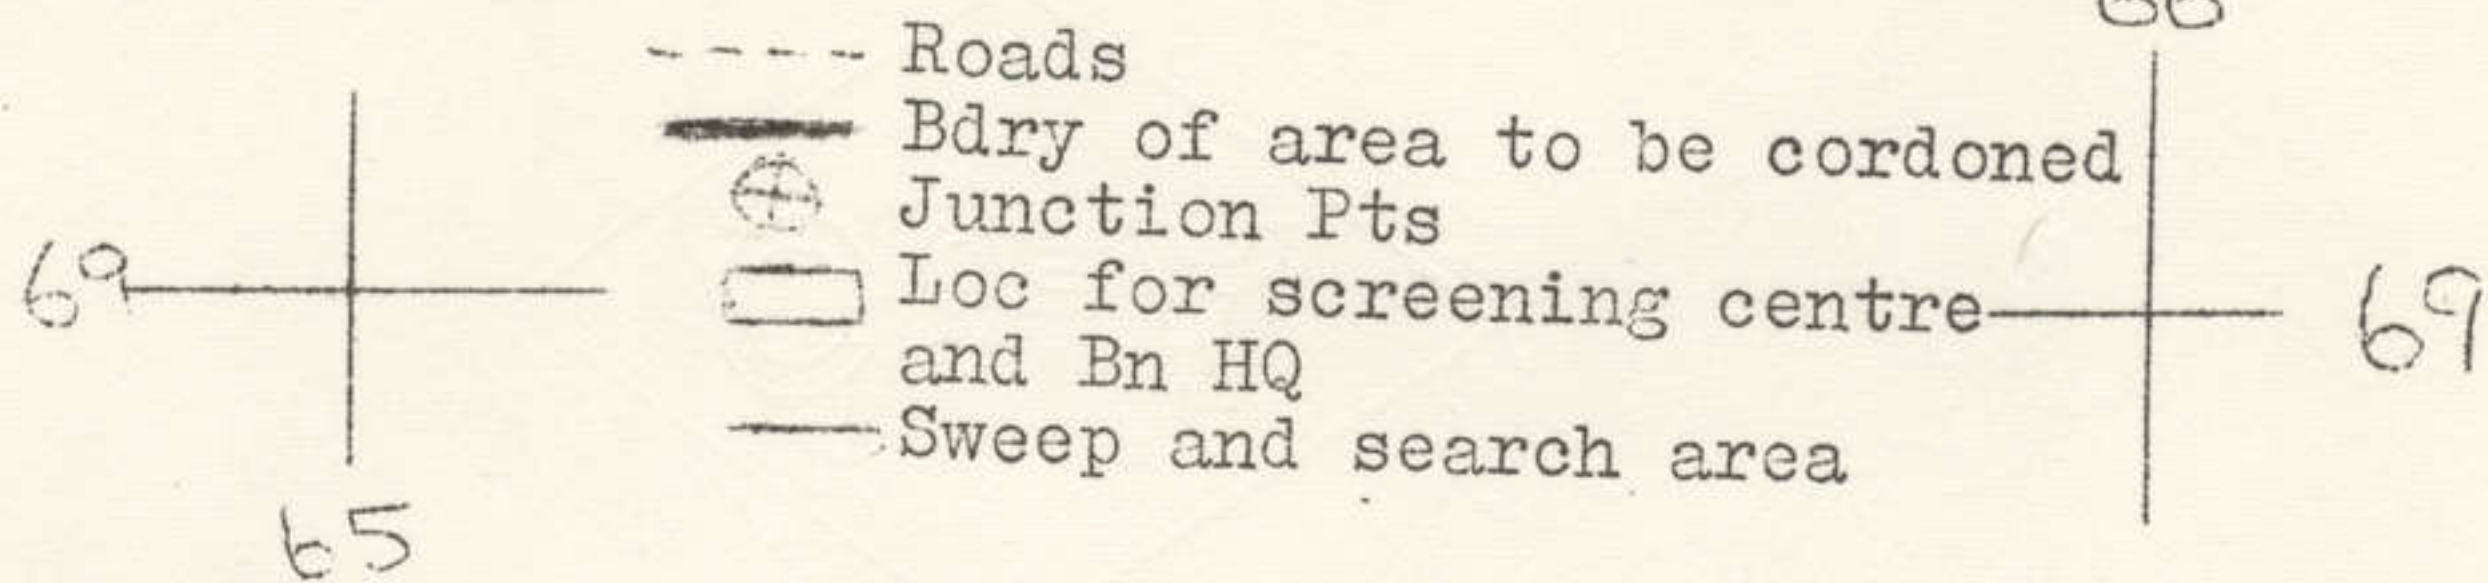 66
Roads
Bdry of area to be cordoned
Junction Pts
69
Loc for screening centre
69
and Bn HQ
Sweep and search area
65